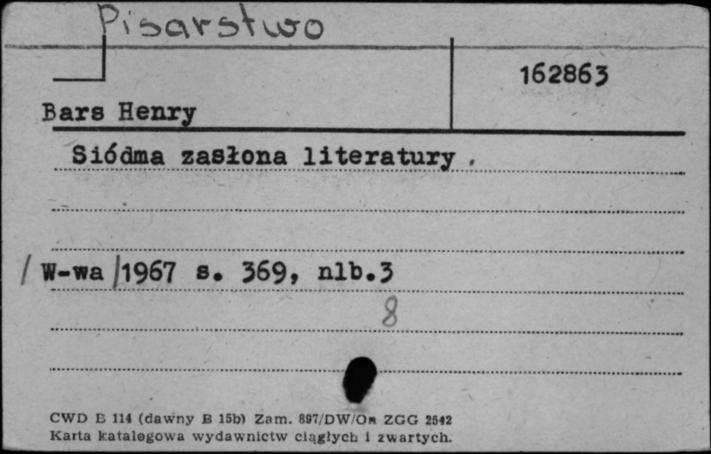 Pisarstwo
162863
Bars Henry
Siódma zasłona literatury.
/ W-wa /1967 s. 369, nlb.3
8
CWD B 114 (dawny B 15b) Zam. 897/DW/Om ZGG 2542
Karta katalogowa wydawnictw ciągłych i zwartych.